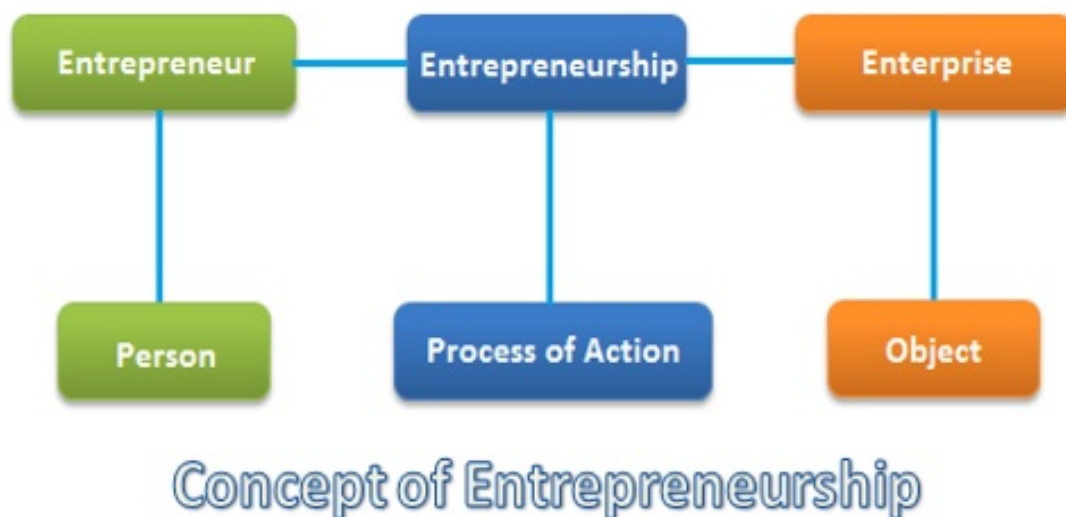 Entrepreneur
Entrepreneurship
Enterprise
Person
Process of Action
Object
Concept of Entrepreneurship